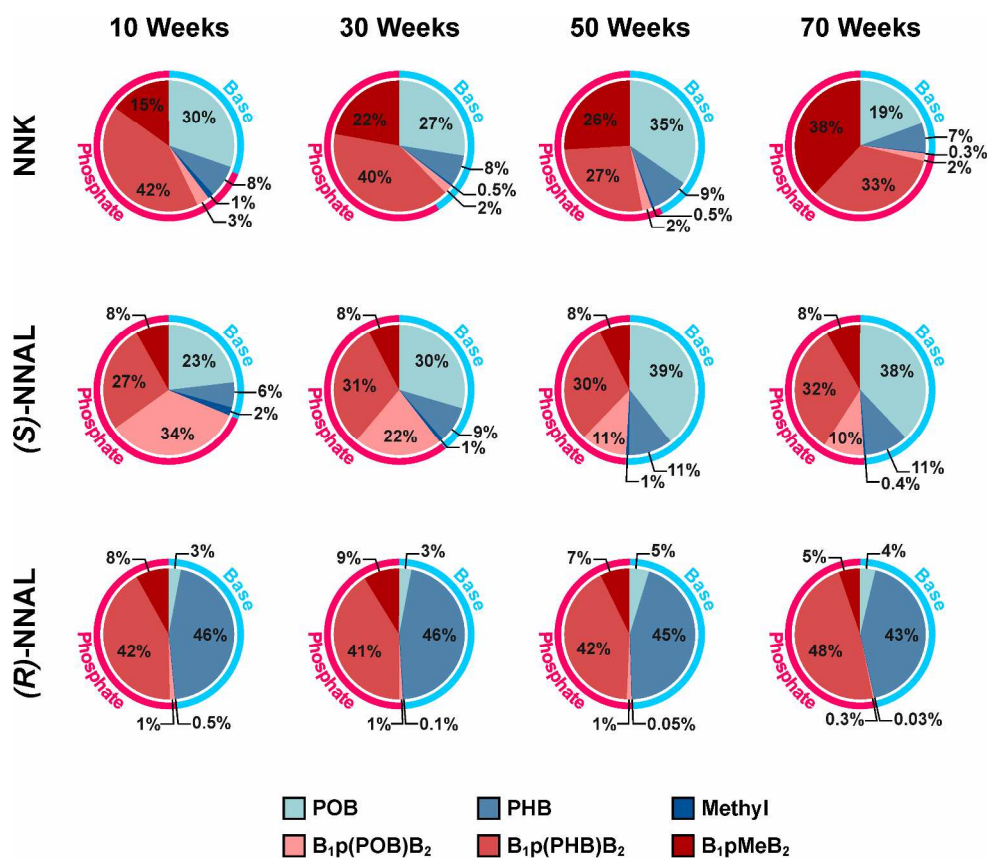 10 Weeks 30 Weeks 50 Weeks 70 Weeks
NNK
Base
Phosphate
30%
8%
1%
3%
42%
15%
Base
Phosphate
27%
8%
0.5%
2%
40%
22%
Base
Phosphate
35%
9%
0.5%
2%
27%
26%
Base
Phosphate
19%
7%
0.3%
2%
33%
38%
(S)-NNAL
Base
Phosphate
23%
6%
2%
34%
27%
8%
Base
Phosphate
30%
9%
1%
22%
31%
8%
Base
Phosphate
39%
11%
1%
11%
30%
8%
Base
Phosphate
38%
11%
0.4%
10%
32%
8%
(R)-NNAL
Base
Phosphate
3%
46%
0.5%
1%
42%
8%
Base
Phosphate
3%
46%
0.1%
1%
41%
9%
Base
Phosphate
5%
45%
0.05%
1%
42%
7%
Base
Phosphate
4%
43%
0.03%
0.3%
48%
5%
POB PHB Methyl
B₁p(POB)B₂ B₁p(PHB)B₂ B₁pMeB₂